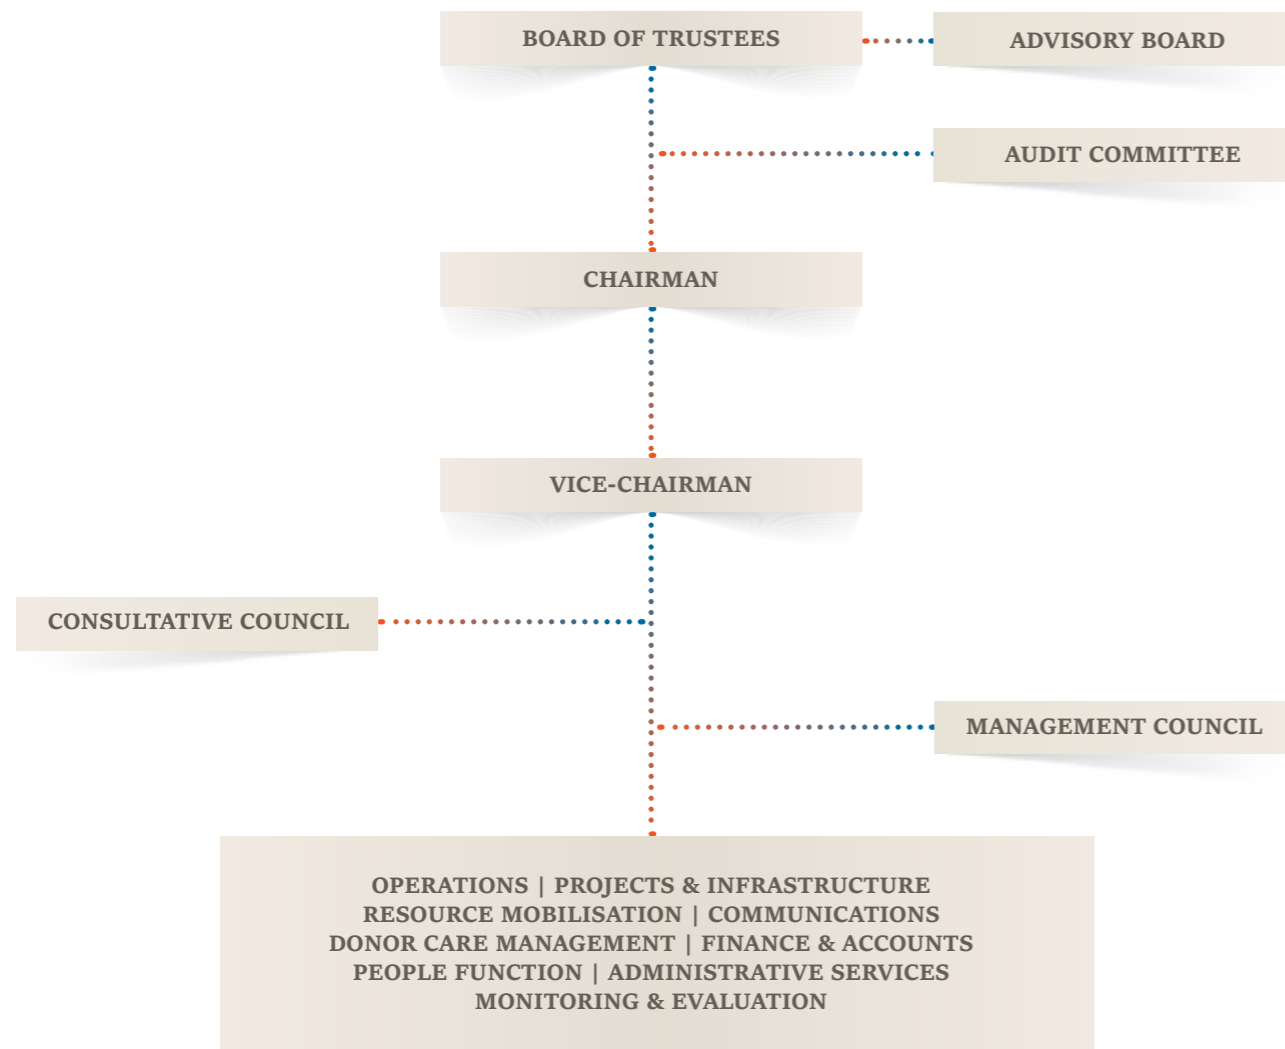 BOARD OF TRUSTEES
ADVISORY BOARD
AUDIT COMMITTEE
CHAIRMAN
VICE-CHAIRMAN
CONSULTATIVE COUNCIL
MANAGEMENT COUNCIL
OPERATIONS | PROJECTS & INFRASTRUCTURE
RESOURCE MOBILISATION | COMMUNICATIONS
DONOR CARE MANAGEMENT | FINANCE & ACCOUNTS
PEOPLE FUNCTION | ADMINISTRATIVE SERVICES
MONITORING & EVALUATION